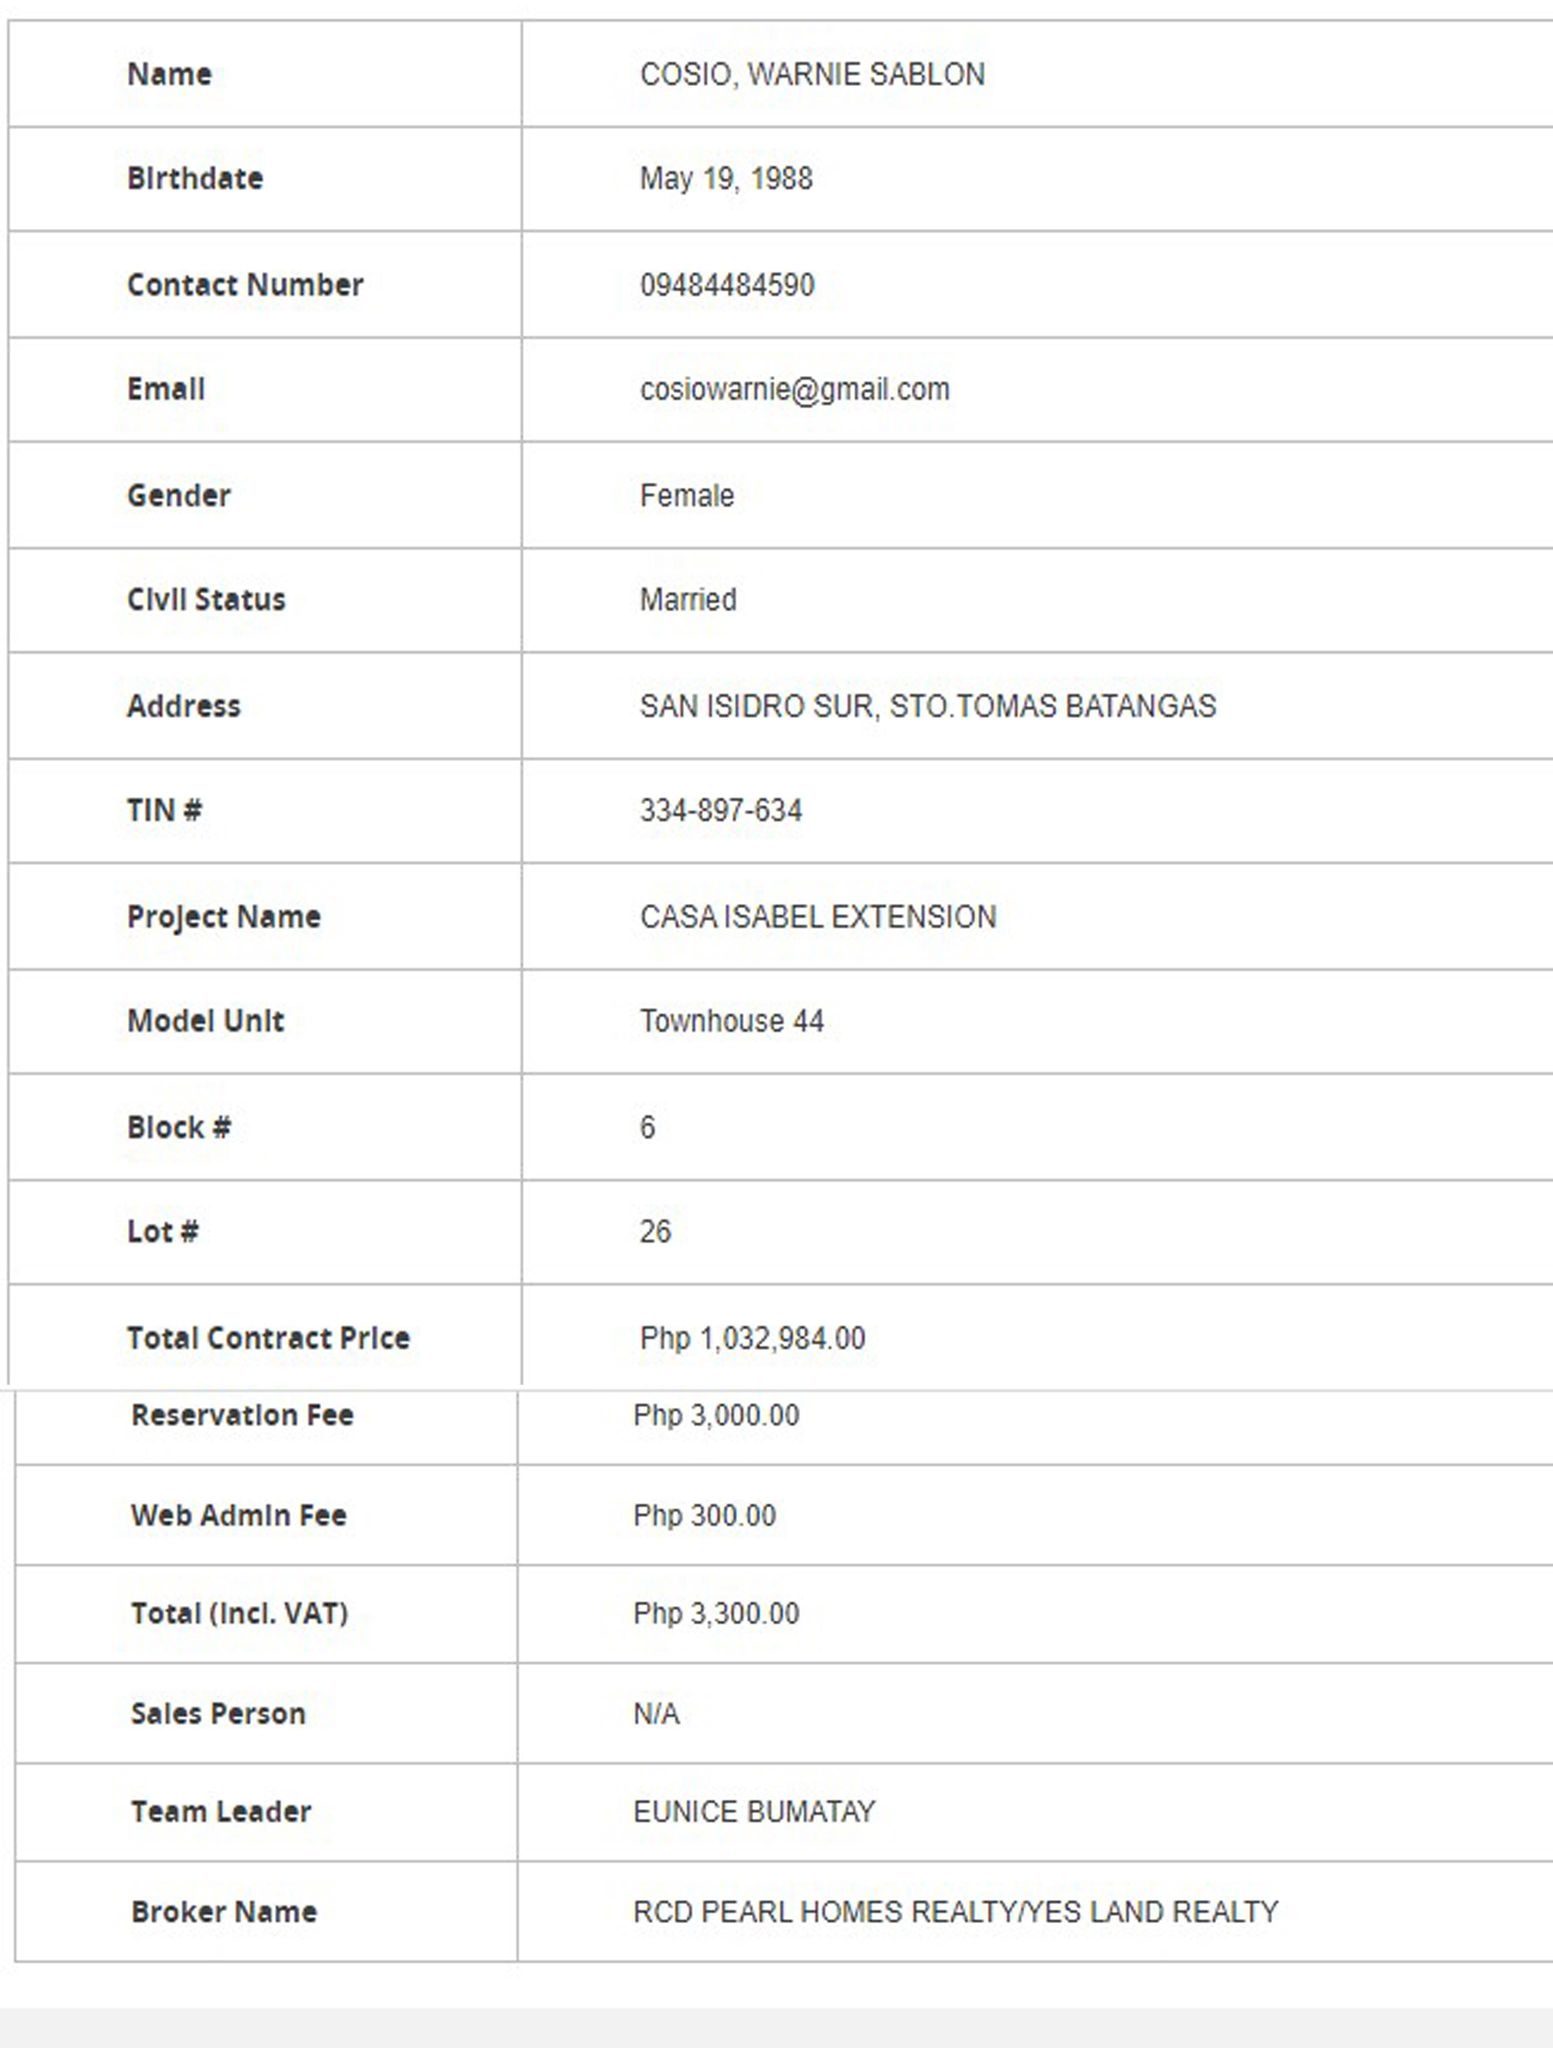 Name COSIO, WARNIE SABLON
Birthdate May 19, 1988
Contact Number 09484484590
Email cosiowarnie@gmail.com
Gender Female
Civil Status Married
Address SAN ISIDRO SUR, STO.TOMAS BATANGAS
TIN # 334-897-634
Project Name CASA ISABEL EXTENSION
Model Unit Townhouse 44
Block # 6
Lot # 26
Total Contract Price Php 1,032,984.00
Reservation Fee Php 3,000.00
Web Admin Fee Php 300.00
Total (Incl. VAT) Php 3,300.00
Sales Person N/A
Team Leader EUNICE BUMATAY
Broker Name RCD PEARL HOMES REALTY/YES LAND REALTY